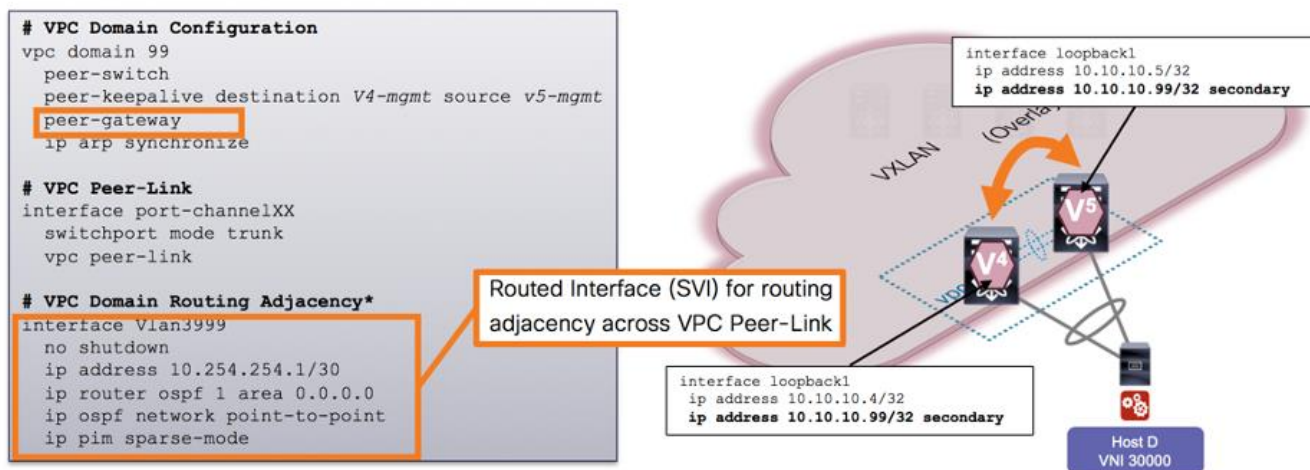 # VPC Domain Configuration
vpc domain 99
peer-switch
peer-keepalive destination V4-mgmt source v5-mgmt
peer-gateway
ip arp synchronize
# VPC Peer-Link
interface port-channelXX
switchport mode trunk
vpc peer-link
# VPC Domain Routing Adjacency*
interface Vlan3999
no shutdown
ip address 10.254.254.1/30
ip router ospf 1 area 0.0.0.0
ip ospf network point-to-point
ip pim sparse-mode
Routed Interface (SVI) for routing
adjacency across VPC Peer-Link
interface loopback1
ip address 10.10.10.5/32
ip address 10.10.10.99/32 secondary
VXLAN
(Overlay
V5
V4
interface loopback1
ip address 10.10.10.4/32
ip address 10.10.10.99/32 secondary
Host D
VNI 30000